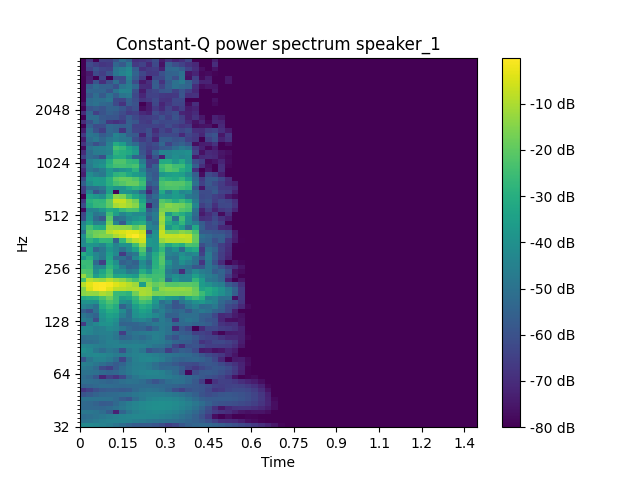 Constant-Q power spectrum speaker_1
Hz
2048
1024
512
256
128
64
32
0 0.15 0.3 0.45 0.6 0.75 0.9 1.1 1.2 1.4
Time
-10 dB
-20 dB
-30 dB
-40 dB
-50 dB
-60 dB
-70 dB
-80 dB